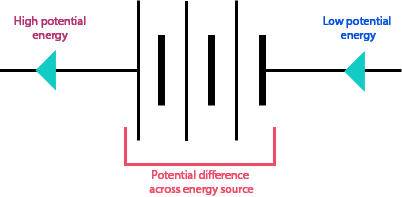 High potential
energy
Low potential
energy
Potential difference
across energy source